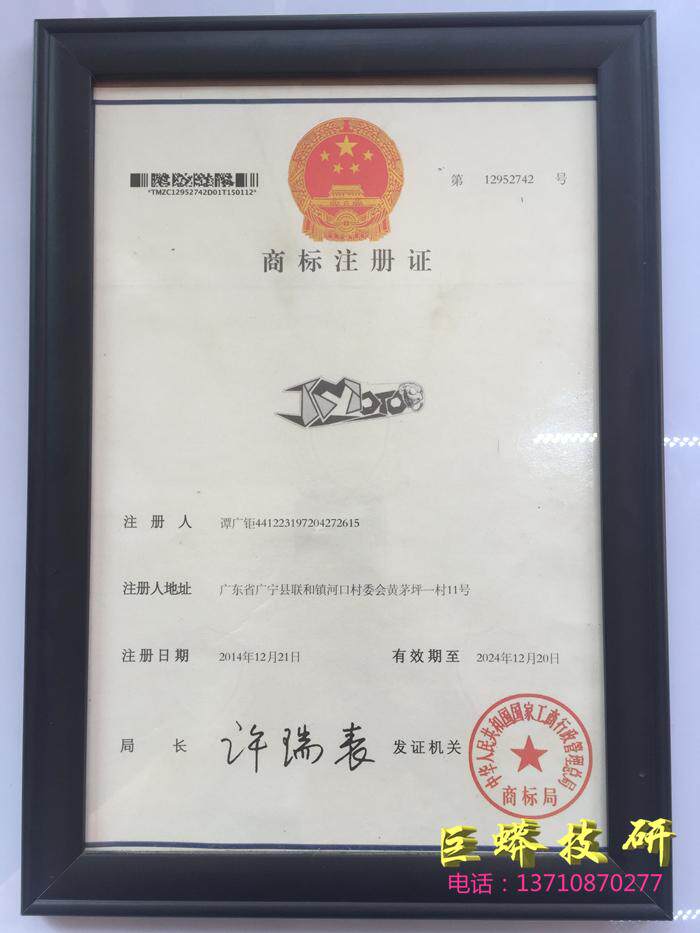 *TMZC12952742D01T150112*
第 12952742 号
商标注册证
注 册 人 谭广钜441223197204272615
注册人地址 广东省广宁县联和镇河口村委会黄茅坪一村11号
注册日期 2014年12月21日 有效期至 2024年12月20日
局 长 许瑞表 发证机关
中华人民共和国国家工商行政管理总局
商标局
巨蟒技研
电话：13710870277